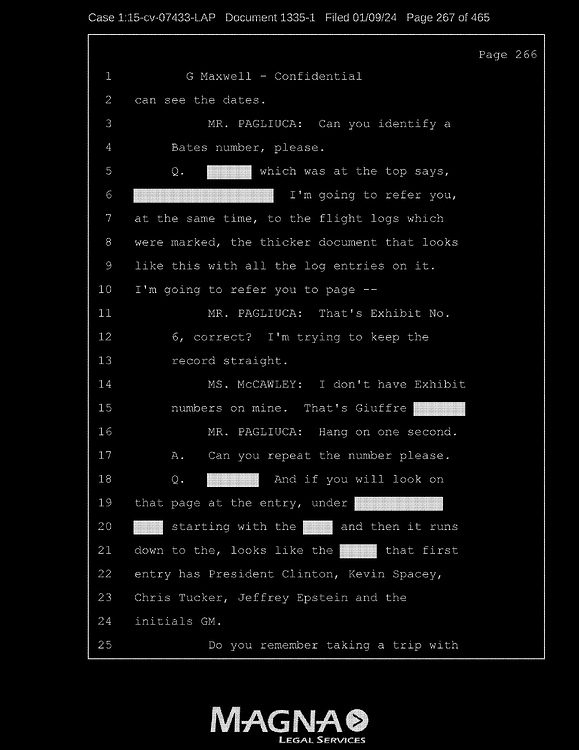 Case 1:15-cv-07433-LAP Document 1335-1 Filed 01/09/24 Page 267 of 465
Page 266
1 G Maxwell - Confidential
2 can see the dates.
3 MR. PAGLIUCA: Can you identify a
4 Bates number, please.
5 Q. which was at the top says,
6 I'm going to refer you,
7 at the same time, to the flight logs which
8 were marked, the thicker document that looks
9 like this with all the log entries on it.
10 I'm going to refer you to page --
11 MR. PAGLIUCA: That's Exhibit No.
12 6, correct? I'm trying to keep the
13 record straight.
14 MS. McCAWLEY: I don't have Exhibit
15 numbers on mine. That's Giuffre
16 MR. PAGLIUCA: Hang on one second.
17 A. Can you repeat the number please.
18 Q. And if you will look on
19 that page at the entry, under
20 starting with the and then it runs
21 down to the, looks like the that first
22 entry has President Clinton, Kevin Spacey,
23 Chris Tucker, Jeffrey Epstein and the
24 initials GM.
25 Do you remember taking a trip with
MAGNA
LEGAL SERVICES